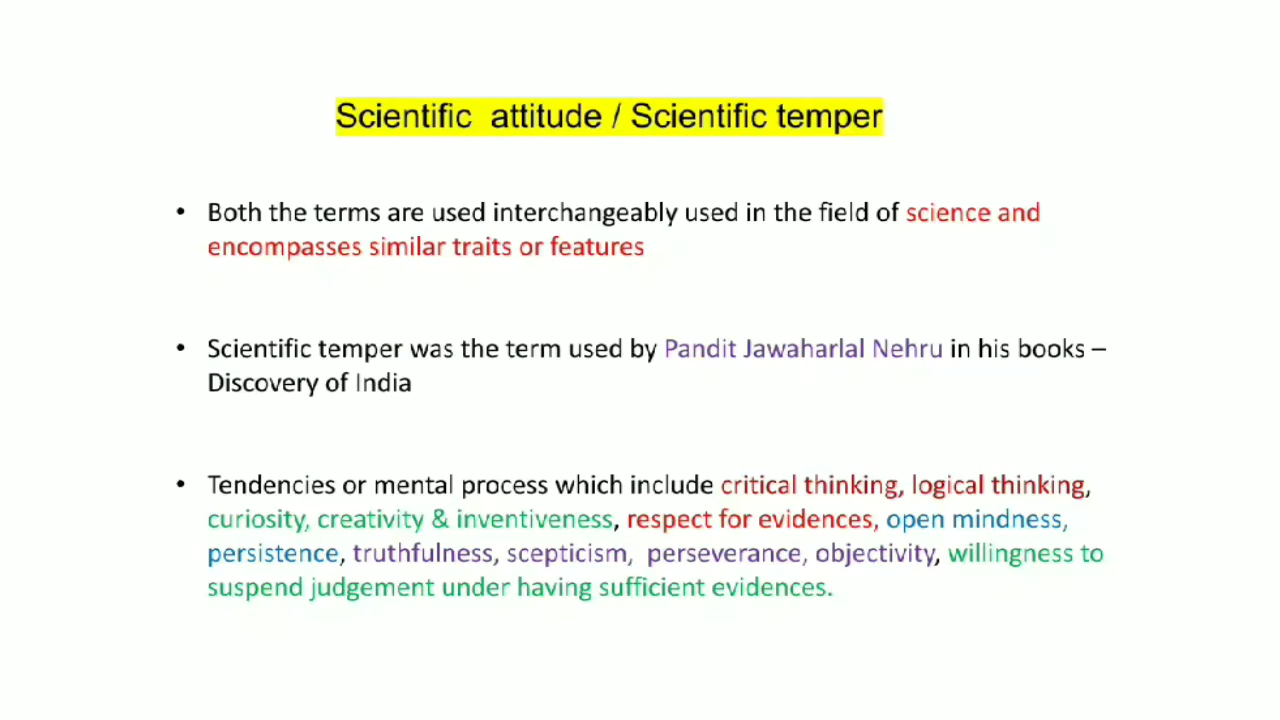 Scientific attitude / Scientific temper
• Both the terms are used interchangeably used in the field of science and
encompasses similar traits or features
• Scientific temper was the term used by Pandit Jawaharlal Nehru in his books –
Discovery of India
• Tendencies or mental process which include critical thinking, logical thinking,
curiosity, creativity & inventiveness, respect for evidences, open mindness,
persistence, truthfulness, scepticism, perseverance, objectivity, willingness to
suspend judgement under having sufficient evidences.